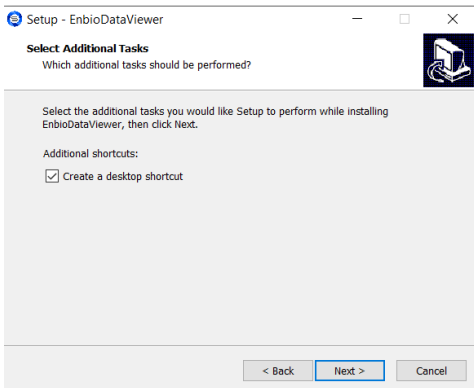 Setup - EnbioDataViewer
Select Additional Tasks
Which additional tasks should be performed?
Select the additional tasks you would like Setup to perform while installing
EnbioDataViewer, then click Next.
Additional shortcuts:
Create a desktop shortcut
< Back Next > Cancel